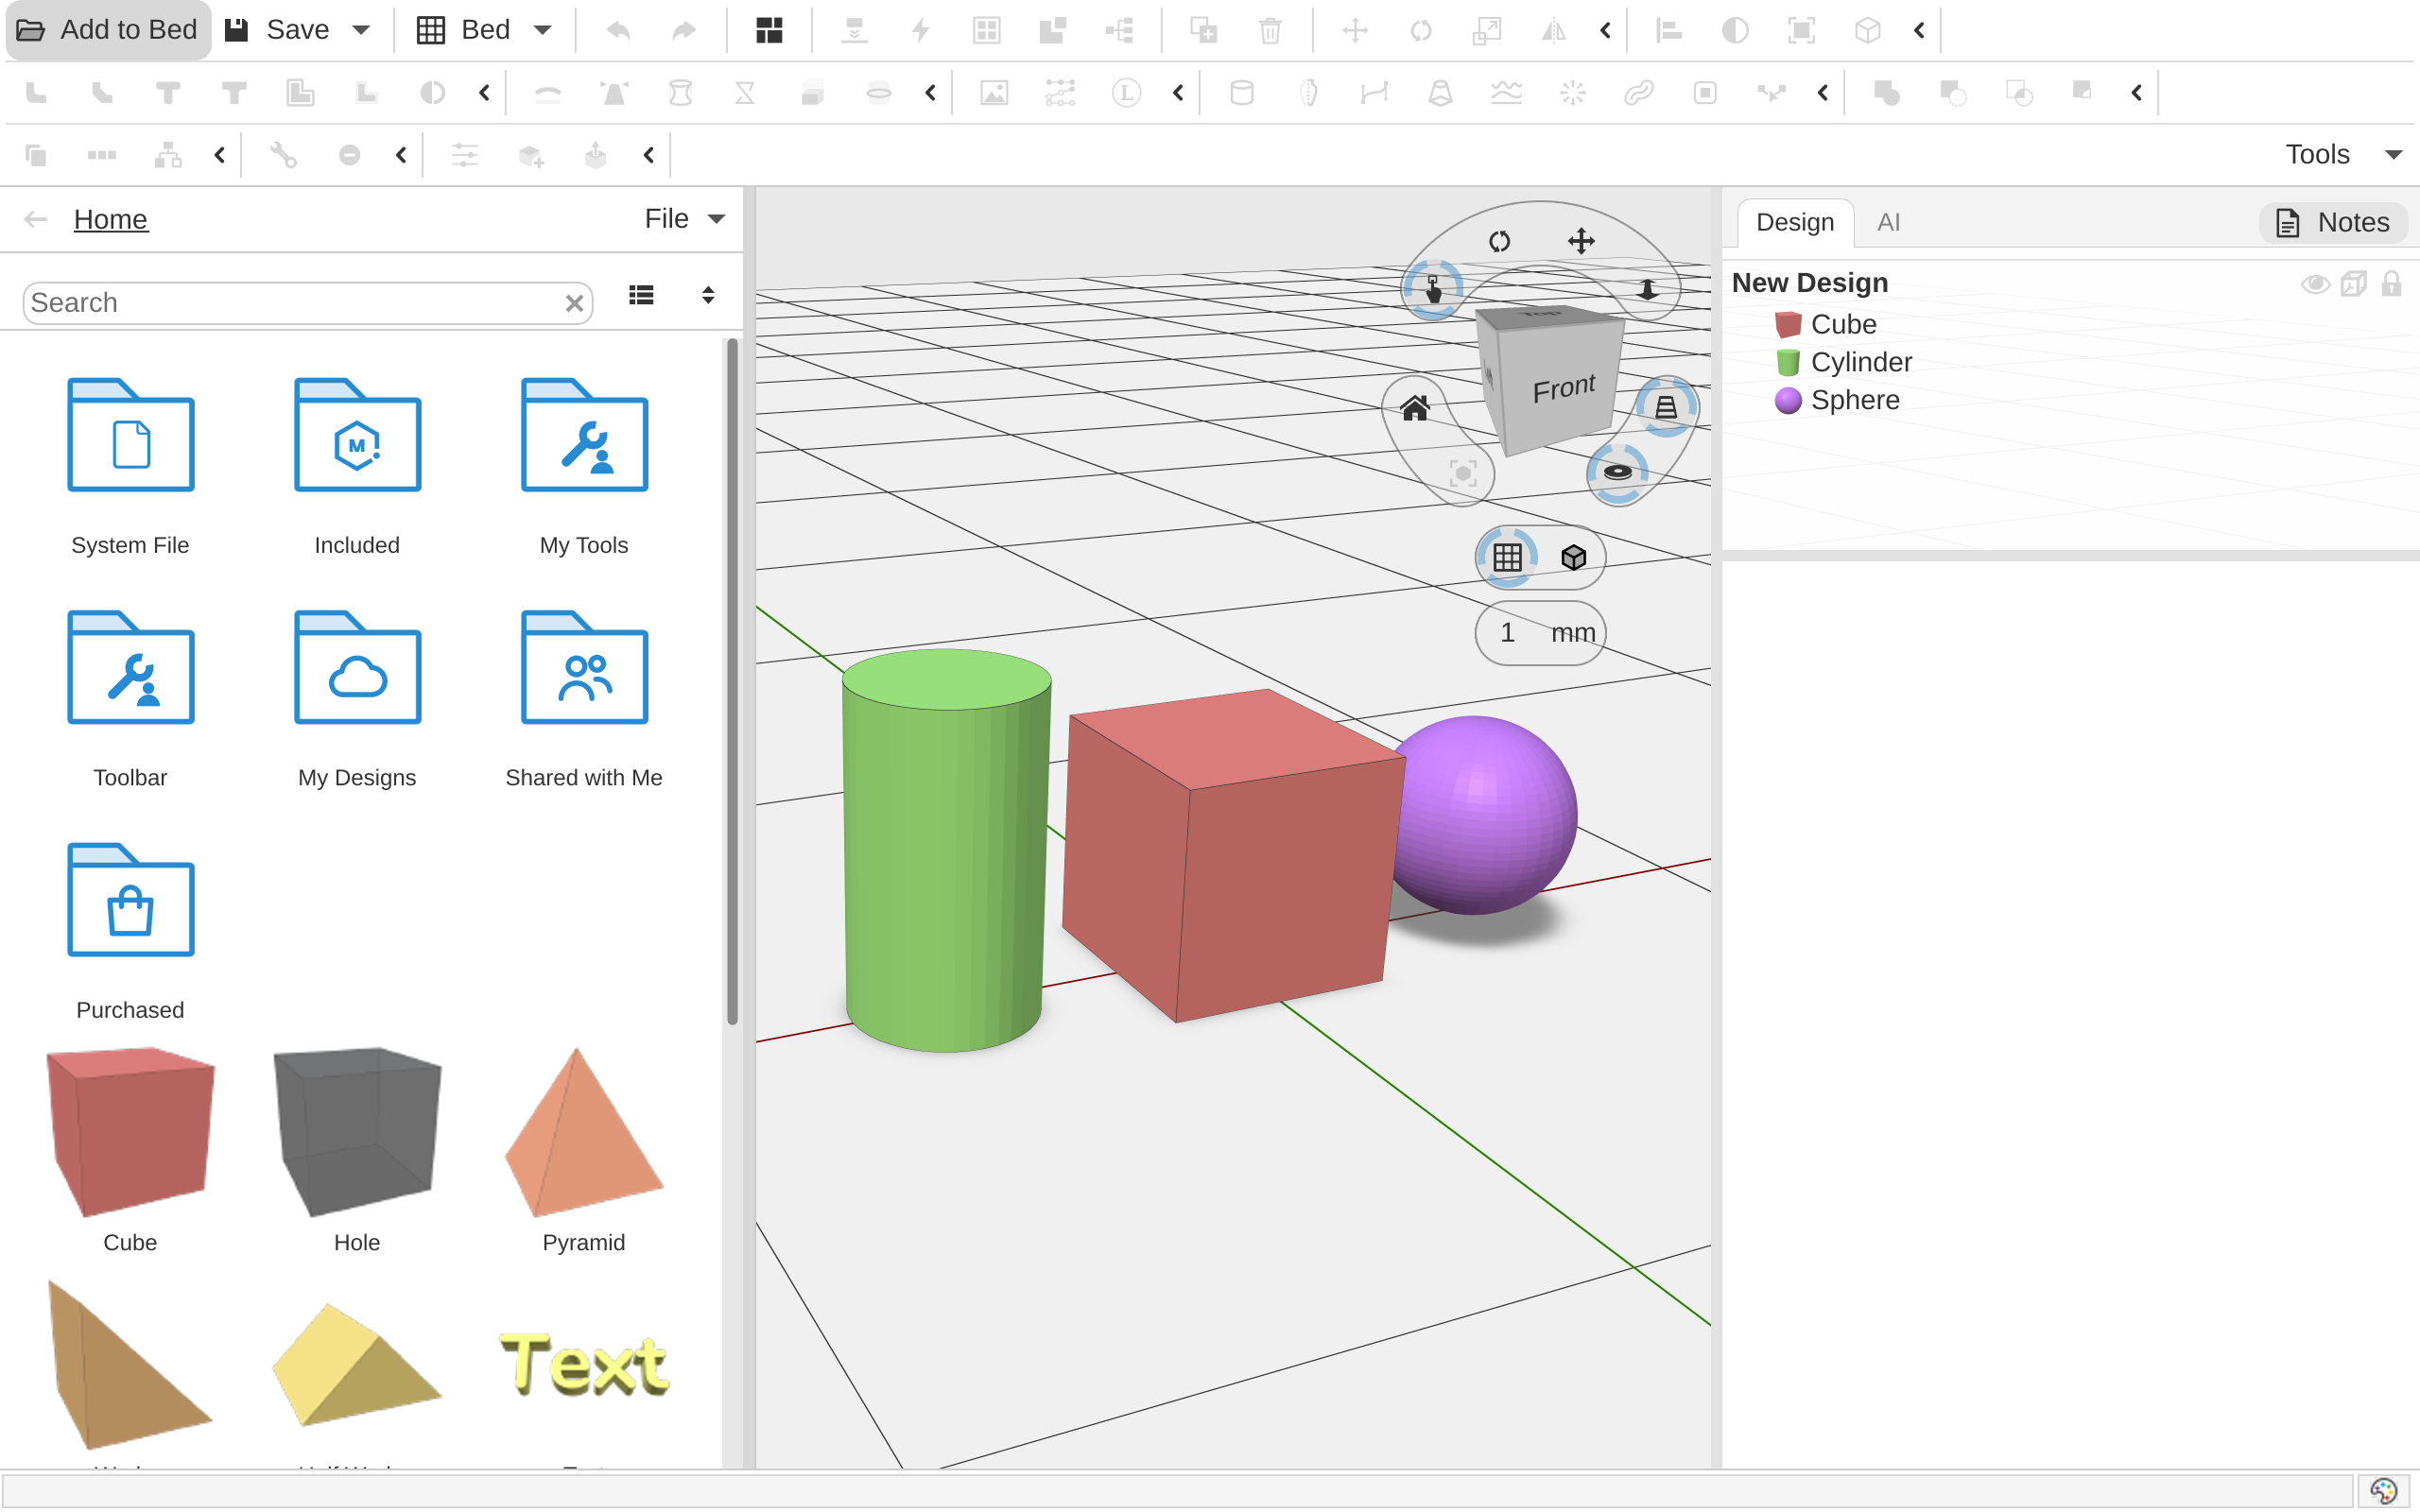 Add to Bed Save Bed
Tools
Home File
Design AI Notes
Search
New Design
Cube
Cylinder
Sphere
Top
Front
1 mm
System File Included My Tools
Toolbar My Designs Shared with Me
Purchased
Cube Hole Pyramid
Text